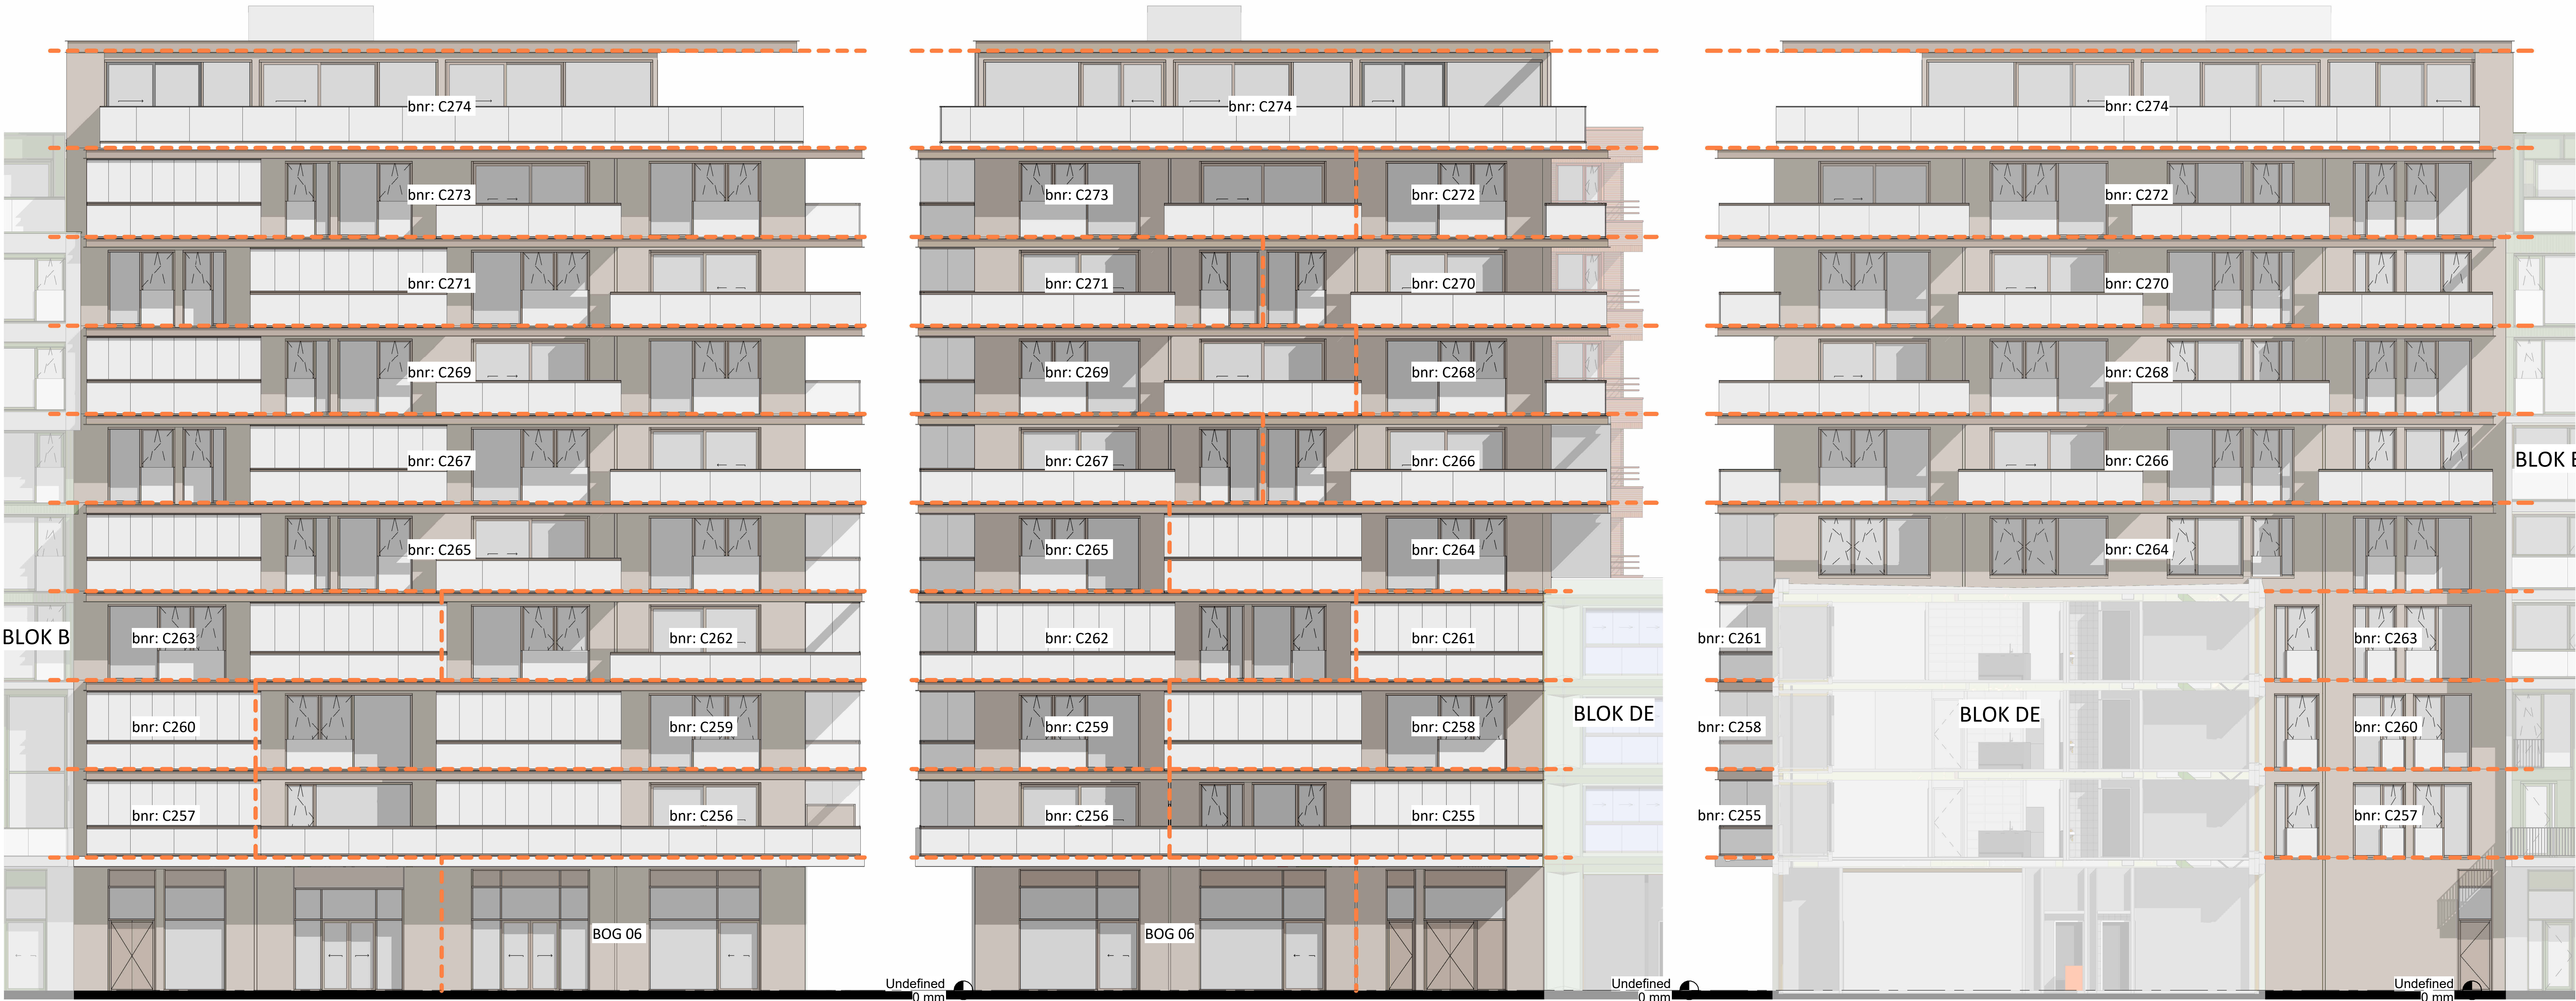 bnr: C274
bnr: C274
bnr: C274
bnr: C273
bnr: C273
bnr: C272
bnr: C272
bnr: C271
bnr: C271
bnr: C270
bnr: C270
bnr: C269
bnr: C269
bnr: C268
bnr: C268
bnr: C267
bnr: C267
bnr: C266
bnr: C266
BLOK B
bnr: C265
bnr: C265
bnr: C264
bnr: C264
BLOK B
bnr: C263
bnr: C262
bnr: C262
bnr: C261
bnr: C261
bnr: C263
bnr: C260
bnr: C259
bnr: C259
bnr: C258
BLOK DE
bnr: C258
BLOK DE
bnr: C260
bnr: C257
bnr: C256
bnr: C256
bnr: C255
bnr: C255
bnr: C257
BOG 06
BOG 06
Undefined
0 mm
Undefined
0 mm
Undefined
0 mm